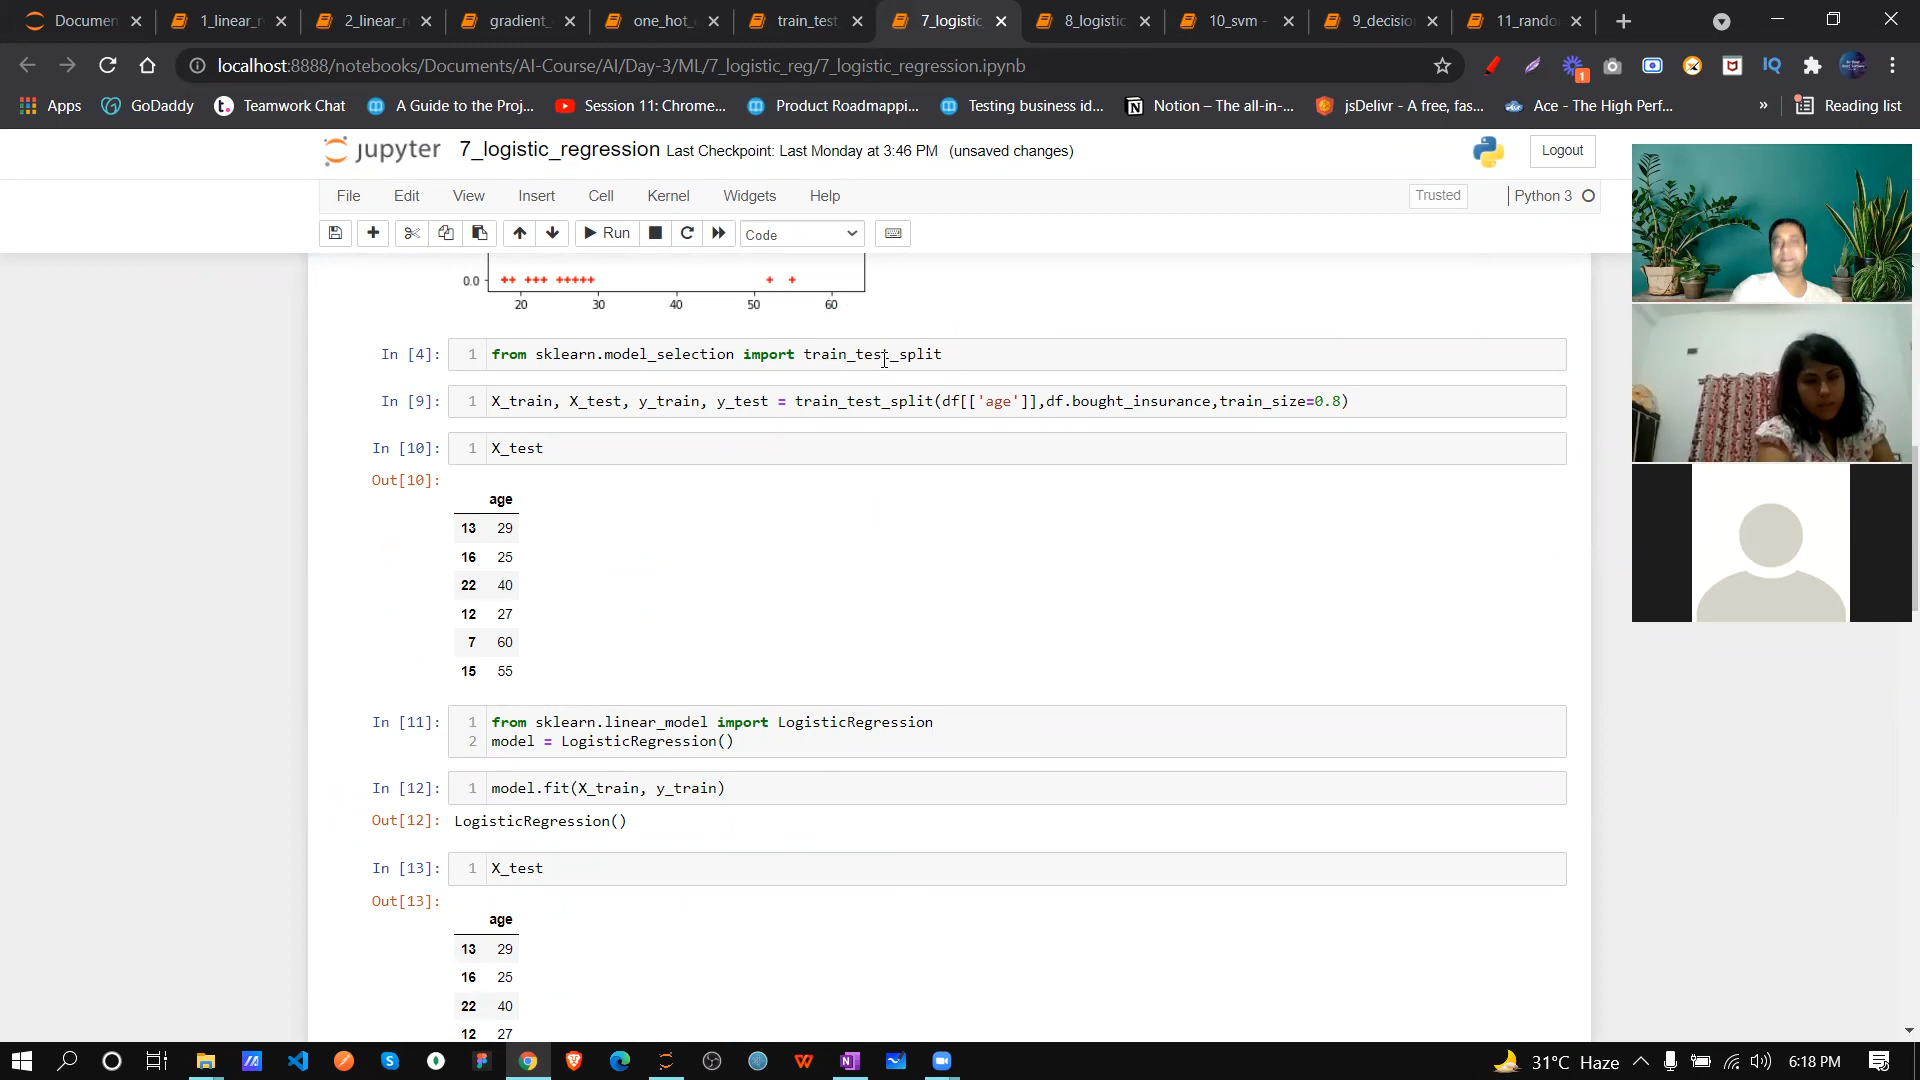 Documen 1_linear_r 2_linear_r gradient_ one_hot_ train_test 7_logistic 8_logistic 10_svm - 9_decisio 11_rando
localhost:8888/notebooks/Documents/AI-Course/AI/Day-3/ML/7_logistic_reg/7_logistic_regression.ipynb 1 IQ
Apps GoDaddy Teamwork Chat A Guide to the Proj... Session 11: Chrome... Product Roadmappi... Testing business id... Notion – The all-in-... jsDelivr - A free, fas... Ace - The High Perf... » Reading list
jupyter 7_logistic_regression Last Checkpoint: Last Monday at 3:46 PM (unsaved changes) Logout
File Edit View Insert Cell Kernel Widgets Help Trusted Python 3
Run Code
0.0
20 30 40 50 60
In [4]: 1 from sklearn.model_selection import train_test_split
In [9]: 1 X_train, X_test, y_train, y_test = train_test_split(df[['age']],df.bought_insurance,train_size=0.8)
In [10]: 1 X_test
Out[10]:
age
13 29
16 25
22 40
12 27
7 60
15 55
In [11]: 1 from sklearn.linear_model import LogisticRegression
2 model = LogisticRegression()
In [12]: 1 model.fit(X_train, y_train)
Out[12]: LogisticRegression()
In [13]: 1 X_test
Out[13]:
age
13 29
16 25
22 40
12 27
31°C Haze 6:18 PM